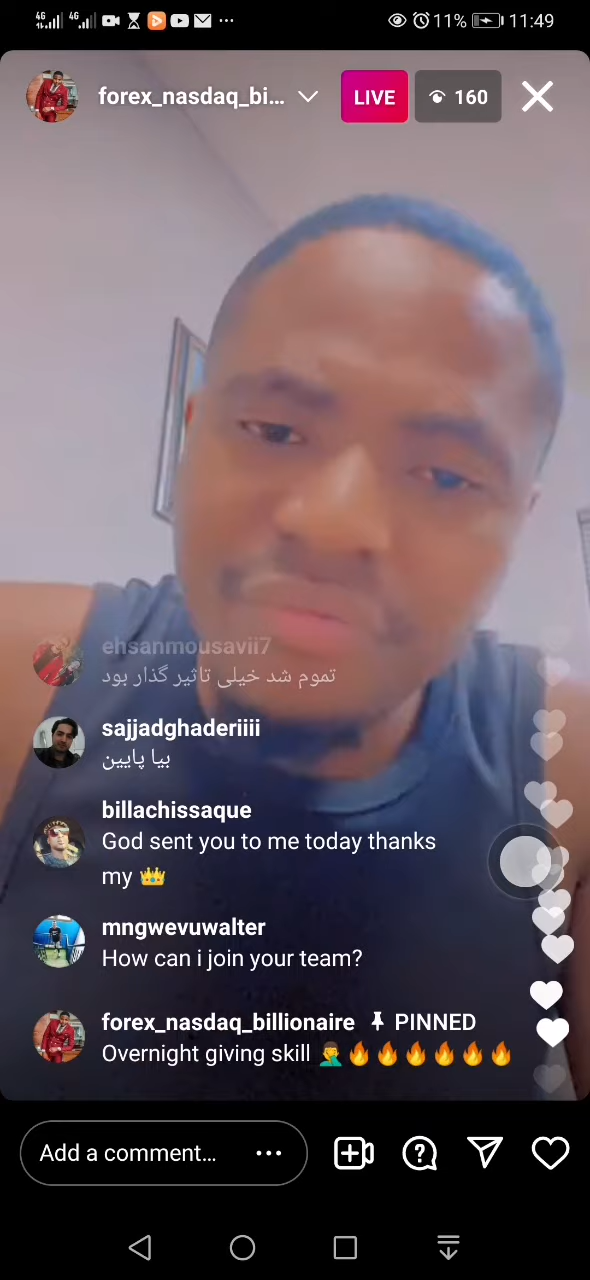 4G 4G 11% 11:49
forex_nasdaq_bi... LIVE 160
ehsanmousavii7
تموم شد خیلی تاثیر گذار بود
sajjadghaderiiii
بیا پایین
billachissaque
God sent you to me today thanks
my 👑
mngwevuwalter
How can i join your team?
forex_nasdaq_billionaire PINNED
Overnight giving skill 🤦‍♂️🔥🔥🔥🔥🔥🔥
Add a comment...